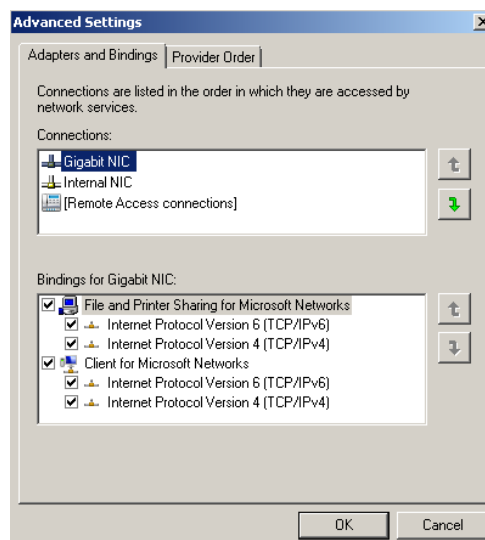 Advanced Settings
Adapters and Bindings
Provider Order
Connections are listed in the order in which they are accessed by
network services.
Connections:
Gigabit NIC
Internal NIC
[Remote Access connections]
Bindings for Gigabit NIC:
File and Printer Sharing for Microsoft Networks
Internet Protocol Version 6 (TCP/IPv6)
Internet Protocol Version 4 (TCP/IPv4)
Client for Microsoft Networks
Internet Protocol Version 6 (TCP/IPv6)
Internet Protocol Version 4 (TCP/IPv4)
OK
Cancel